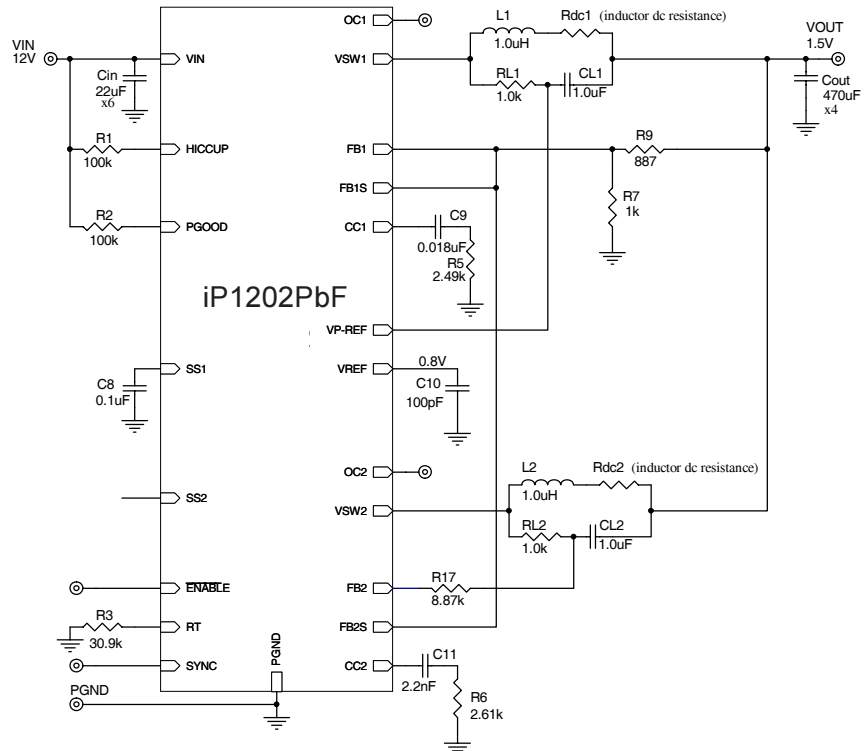 OC1
L1
Rdc1 (inductor dc resistance)
1.0uH
VOUT
1.5V
VIN
12V
VIN
VSW1
RL1
CL1
1.0k
1.0uF
Cin
22uF
x6
Cout
470uF
x4
R1
100k
HICCUP
FB1
R9
887
FB1S
R7
1k
R2
100k
PGOOD
CC1
C9
0.018uF
R5
2.49k
iP1202PbF
VP-REF
SS1
VREF
0.8V
C8
0.1uF
C10
100pF
OC2
L2
Rdc2 (inductor dc resistance)
1.0uH
SS2
VSW2
RL2
CL2
1.0k
1.0uF
ENABLE
FB2
R17
8.87k
R3
30.9k
RT
FB2S
SYNC
PGND
CC2
C11
2.2nF
R6
2.61k
PGND